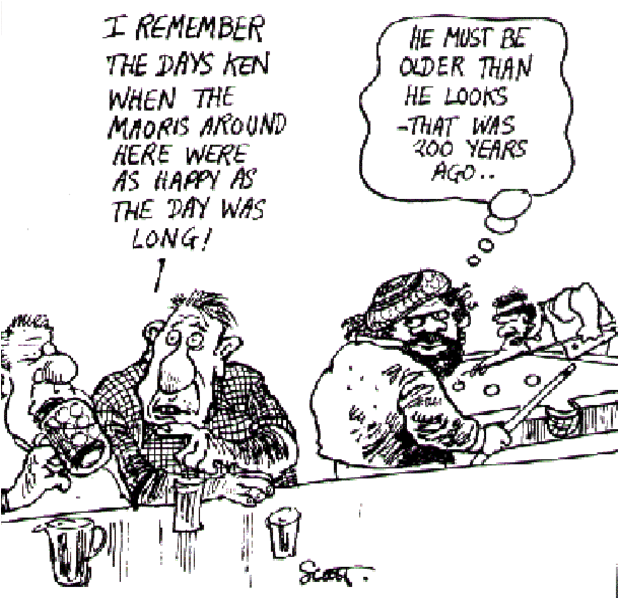 I REMEMBER
THE DAYS KEN
WHEN THE
MAORIS AROUND
HERE WERE
AS HAPPY AS
THE DAY WAS
LONG!
HE MUST BE
OLDER THAN
HE LOOKS
-THAT WAS
200 YEARS
AGO..
Scott.